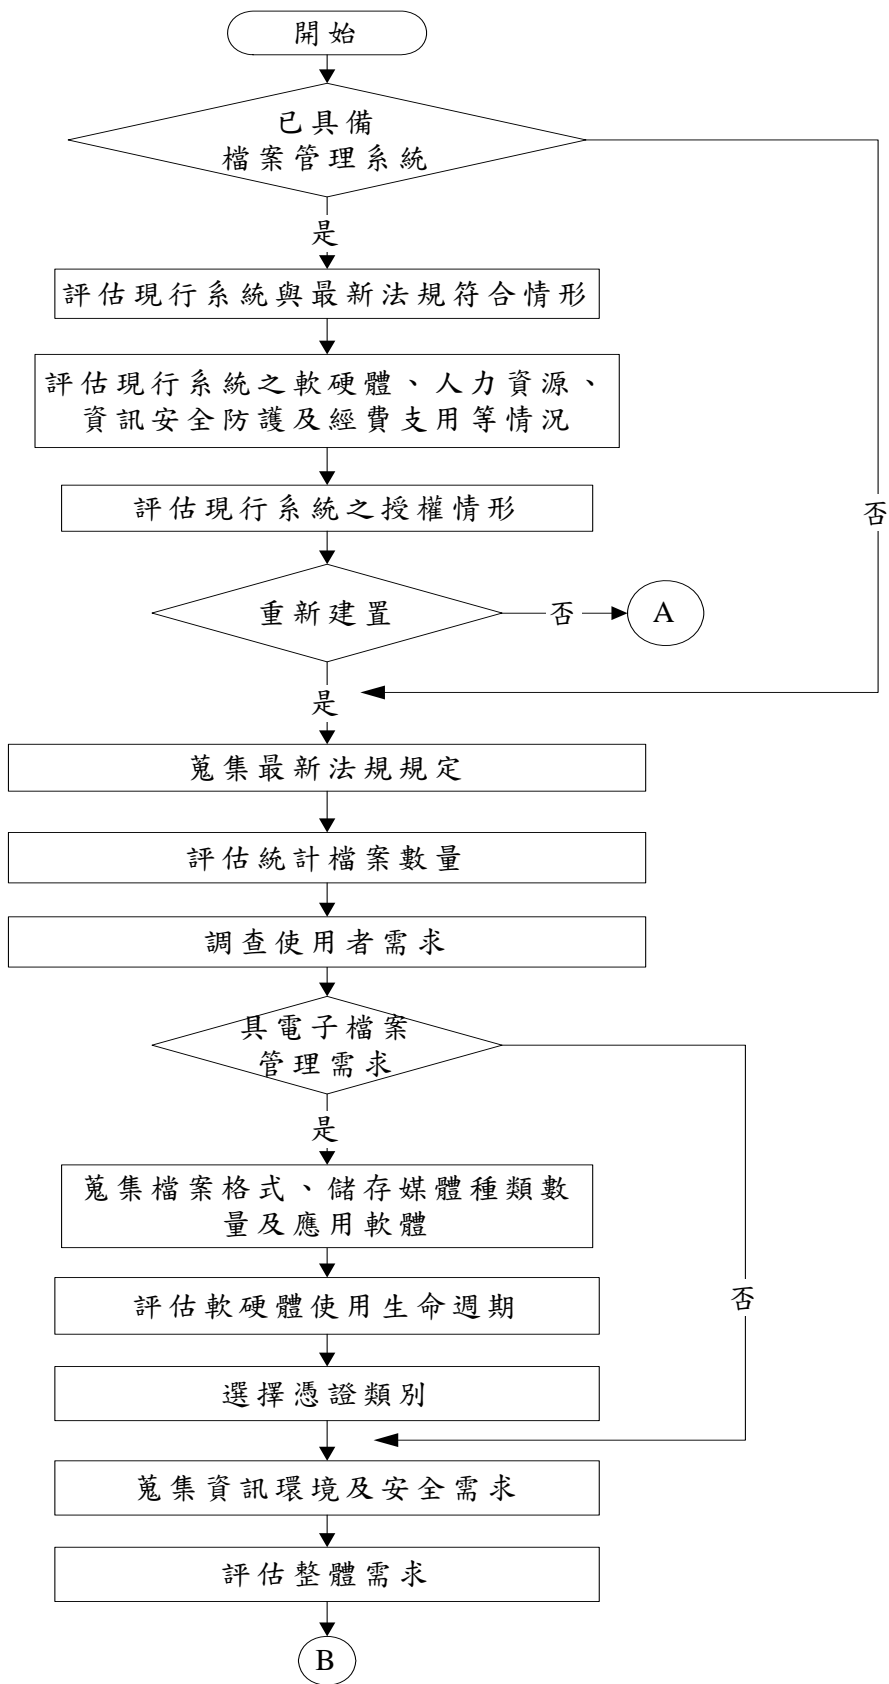 開始
已具備
檔案管理系統
是
評估現行系統與最新法規符合情形
評估現行系統之軟硬體、人力資源、
資訊安全防護及經費支用等情況
評估現行系統之授權情形
否
重新建置
否
A
是
蒐集最新法規規定
評估統計檔案數量
調查使用者需求
具電子檔案
管理需求
是
蒐集檔案格式、儲存媒體種類數
量及應用軟體
評估軟硬體使用生命週期
否
選擇憑證類別
蒐集資訊環境及安全需求
評估整體需求
B